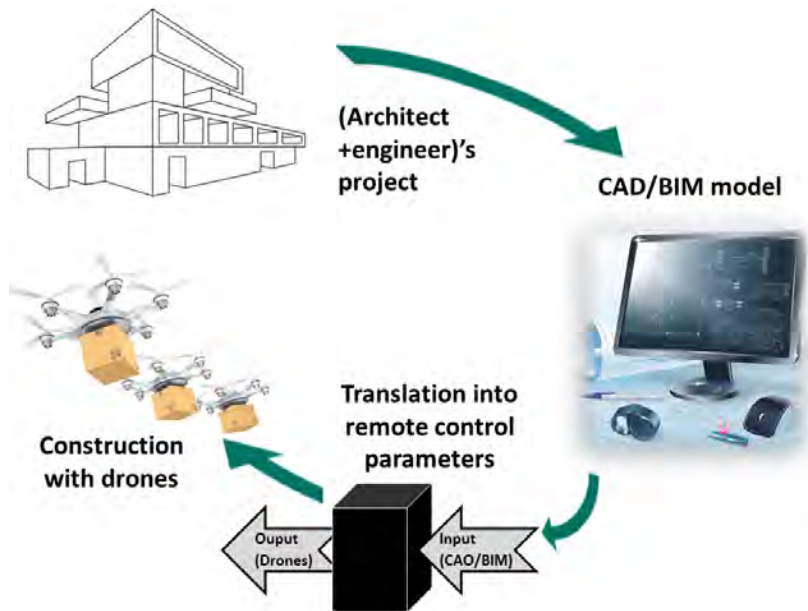 (Architect
+engineer)'s
project
CAD/BIM model
Translation into
remote control
parameters
Construction
with drones
Ouput
(Drones)
Input
(CAO/BIM)